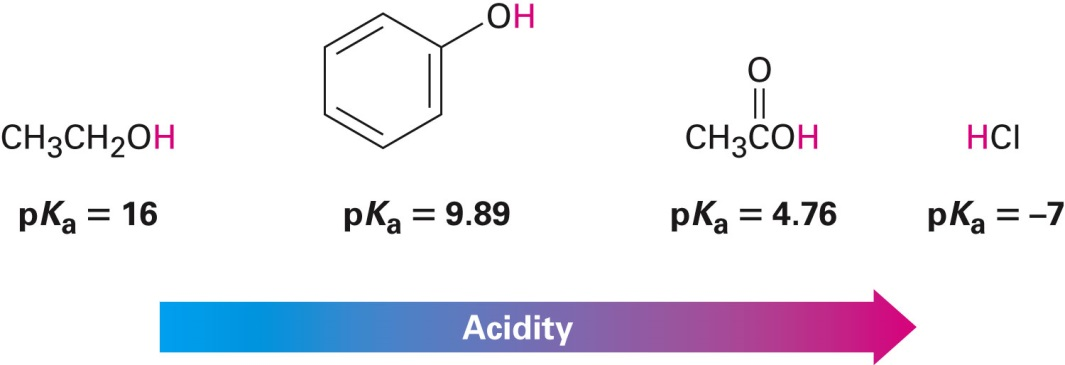 OH
O
CH₃CH₂OH
CH₃COH
HCl
pKₐ = 16
pKₐ = 9.89
pKₐ = 4.76
pKₐ = –7
Acidity